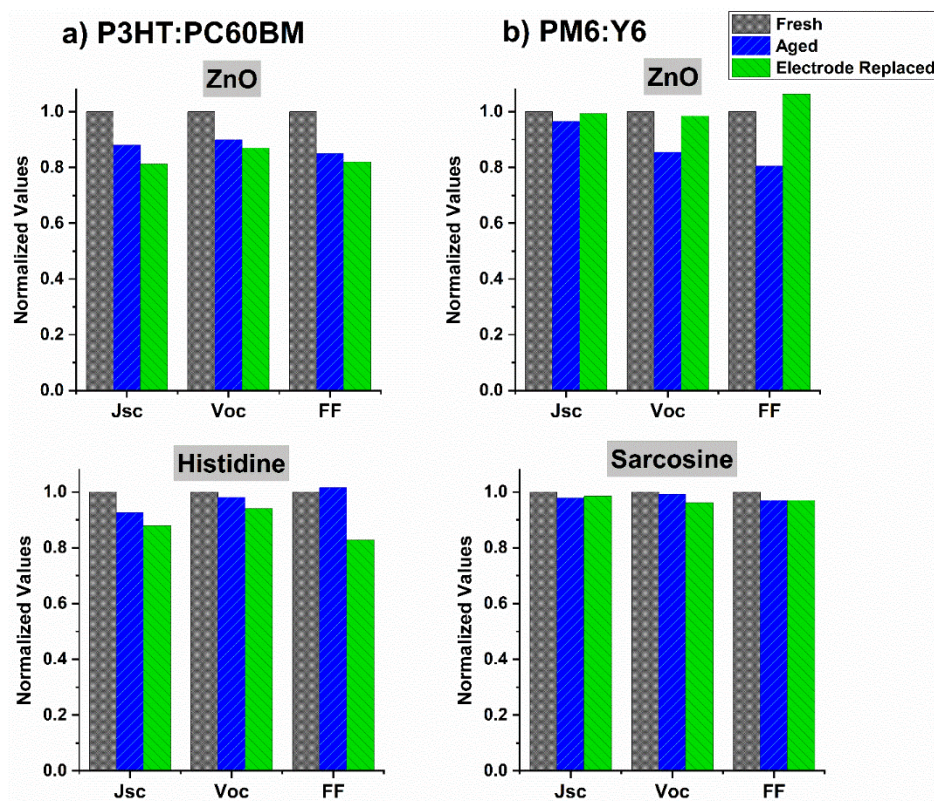 a) P3HT:PC60BM
b) PM6:Y6
Fresh
Aged
Electrode Replaced
ZnO
Normalized Values
1.0
0.8
0.6
0.4
0.2
0.0
Jsc
Voc
FF
ZnO
Normalized Values
1.0
0.8
0.6
0.4
0.2
0.0
Jsc
Voc
FF
Histidine
Normalized Values
1.0
0.8
0.6
0.4
0.2
0.0
Jsc
Voc
FF
Sarcosine
Normalized Values
1.0
0.8
0.6
0.4
0.2
0.0
Jsc
Voc
FF